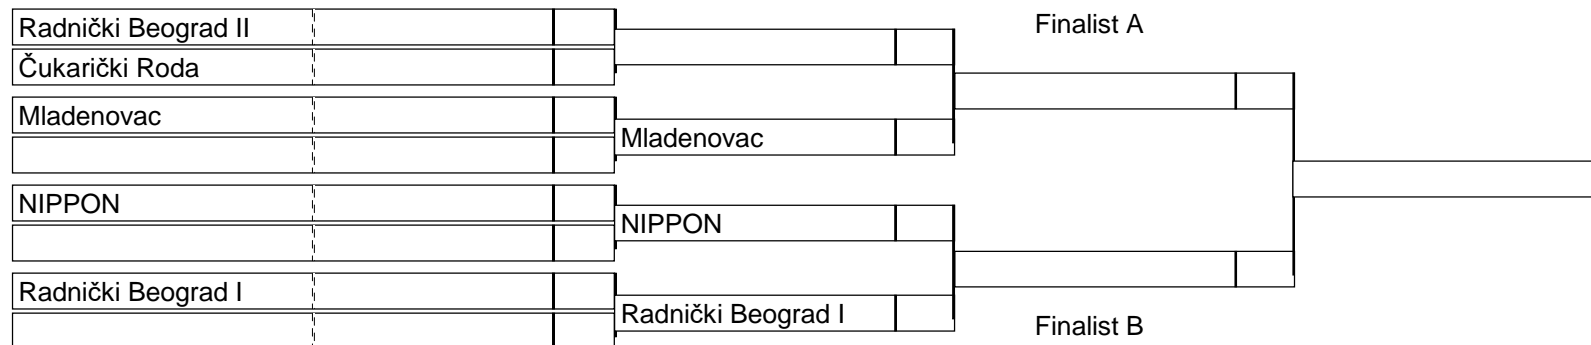 Radnički Beograd II
Čukarički Roda
Mladenovac
NIPPON
Radnički Beograd I
Mladenovac
NIPPON
Radnički Beograd I
Finalist A
Finalist B